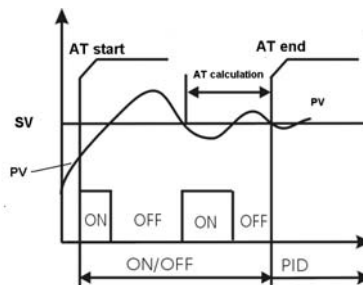 AT start
AT end
AT calculation
PV
SV
PV
ON
OFF
ON
OFF
ON/OFF
PID